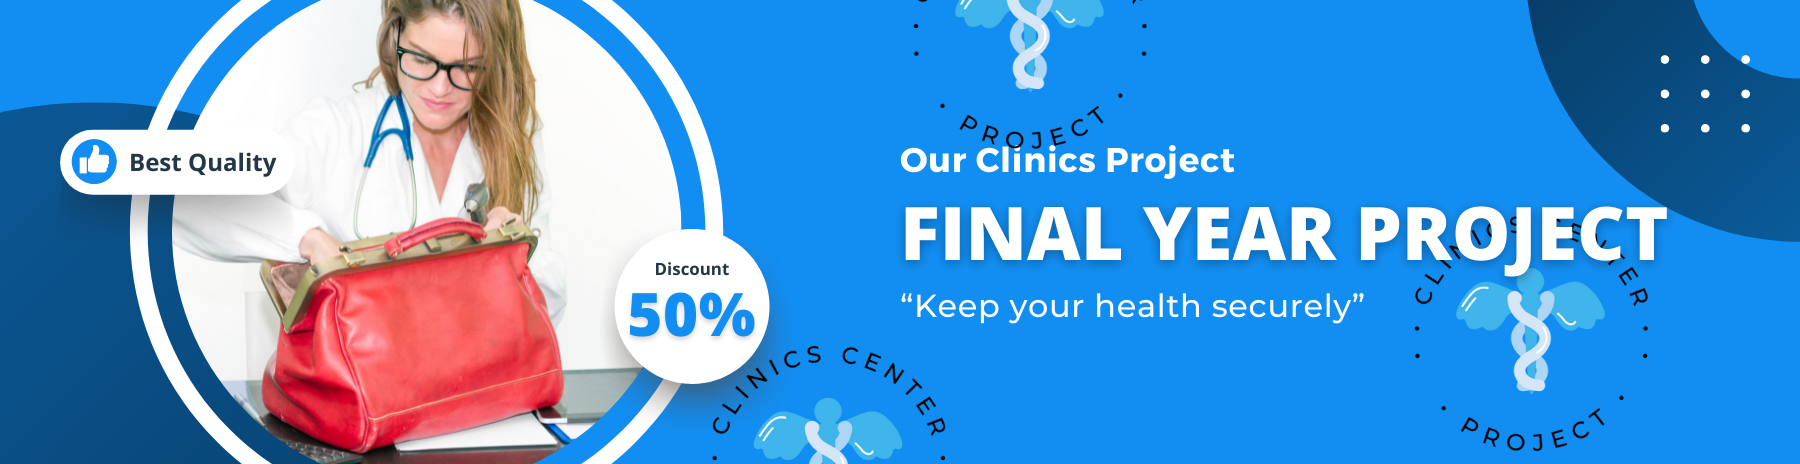 Best Quality
Discount
50%
PROJECT
Our Clinics Project
FINAL YEAR PROJECT
“Keep your health securely”
CLINICS CENTER
PROJECT
CLINICS CENTER